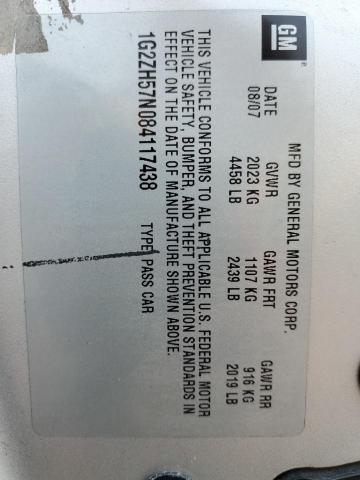 GM
MFD BY GENERAL MOTORS CORP.
DATE GVWR GAWR FRT GAWR RR
08/07 2023 KG 1107 KG 916 KG
4458 LB 2439 LB 2019 LB
THIS VEHICLE CONFORMS TO ALL APPLICABLE U.S. FEDERAL MOTOR
VEHICLE SAFETY, BUMPER, AND THEFT PREVENTION STANDARDS IN
EFFECT ON THE DATE OF MANUFACTURE SHOWN ABOVE.
1G2ZH57N084117438 TYPE: PASS CAR